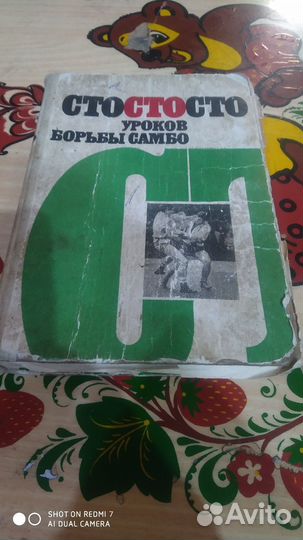 СТОСТОСТО
УРОКОВ
БОРЬБЫ САМБО
SHOT ON REDMI 7
AI DUAL CAMERA
Avito